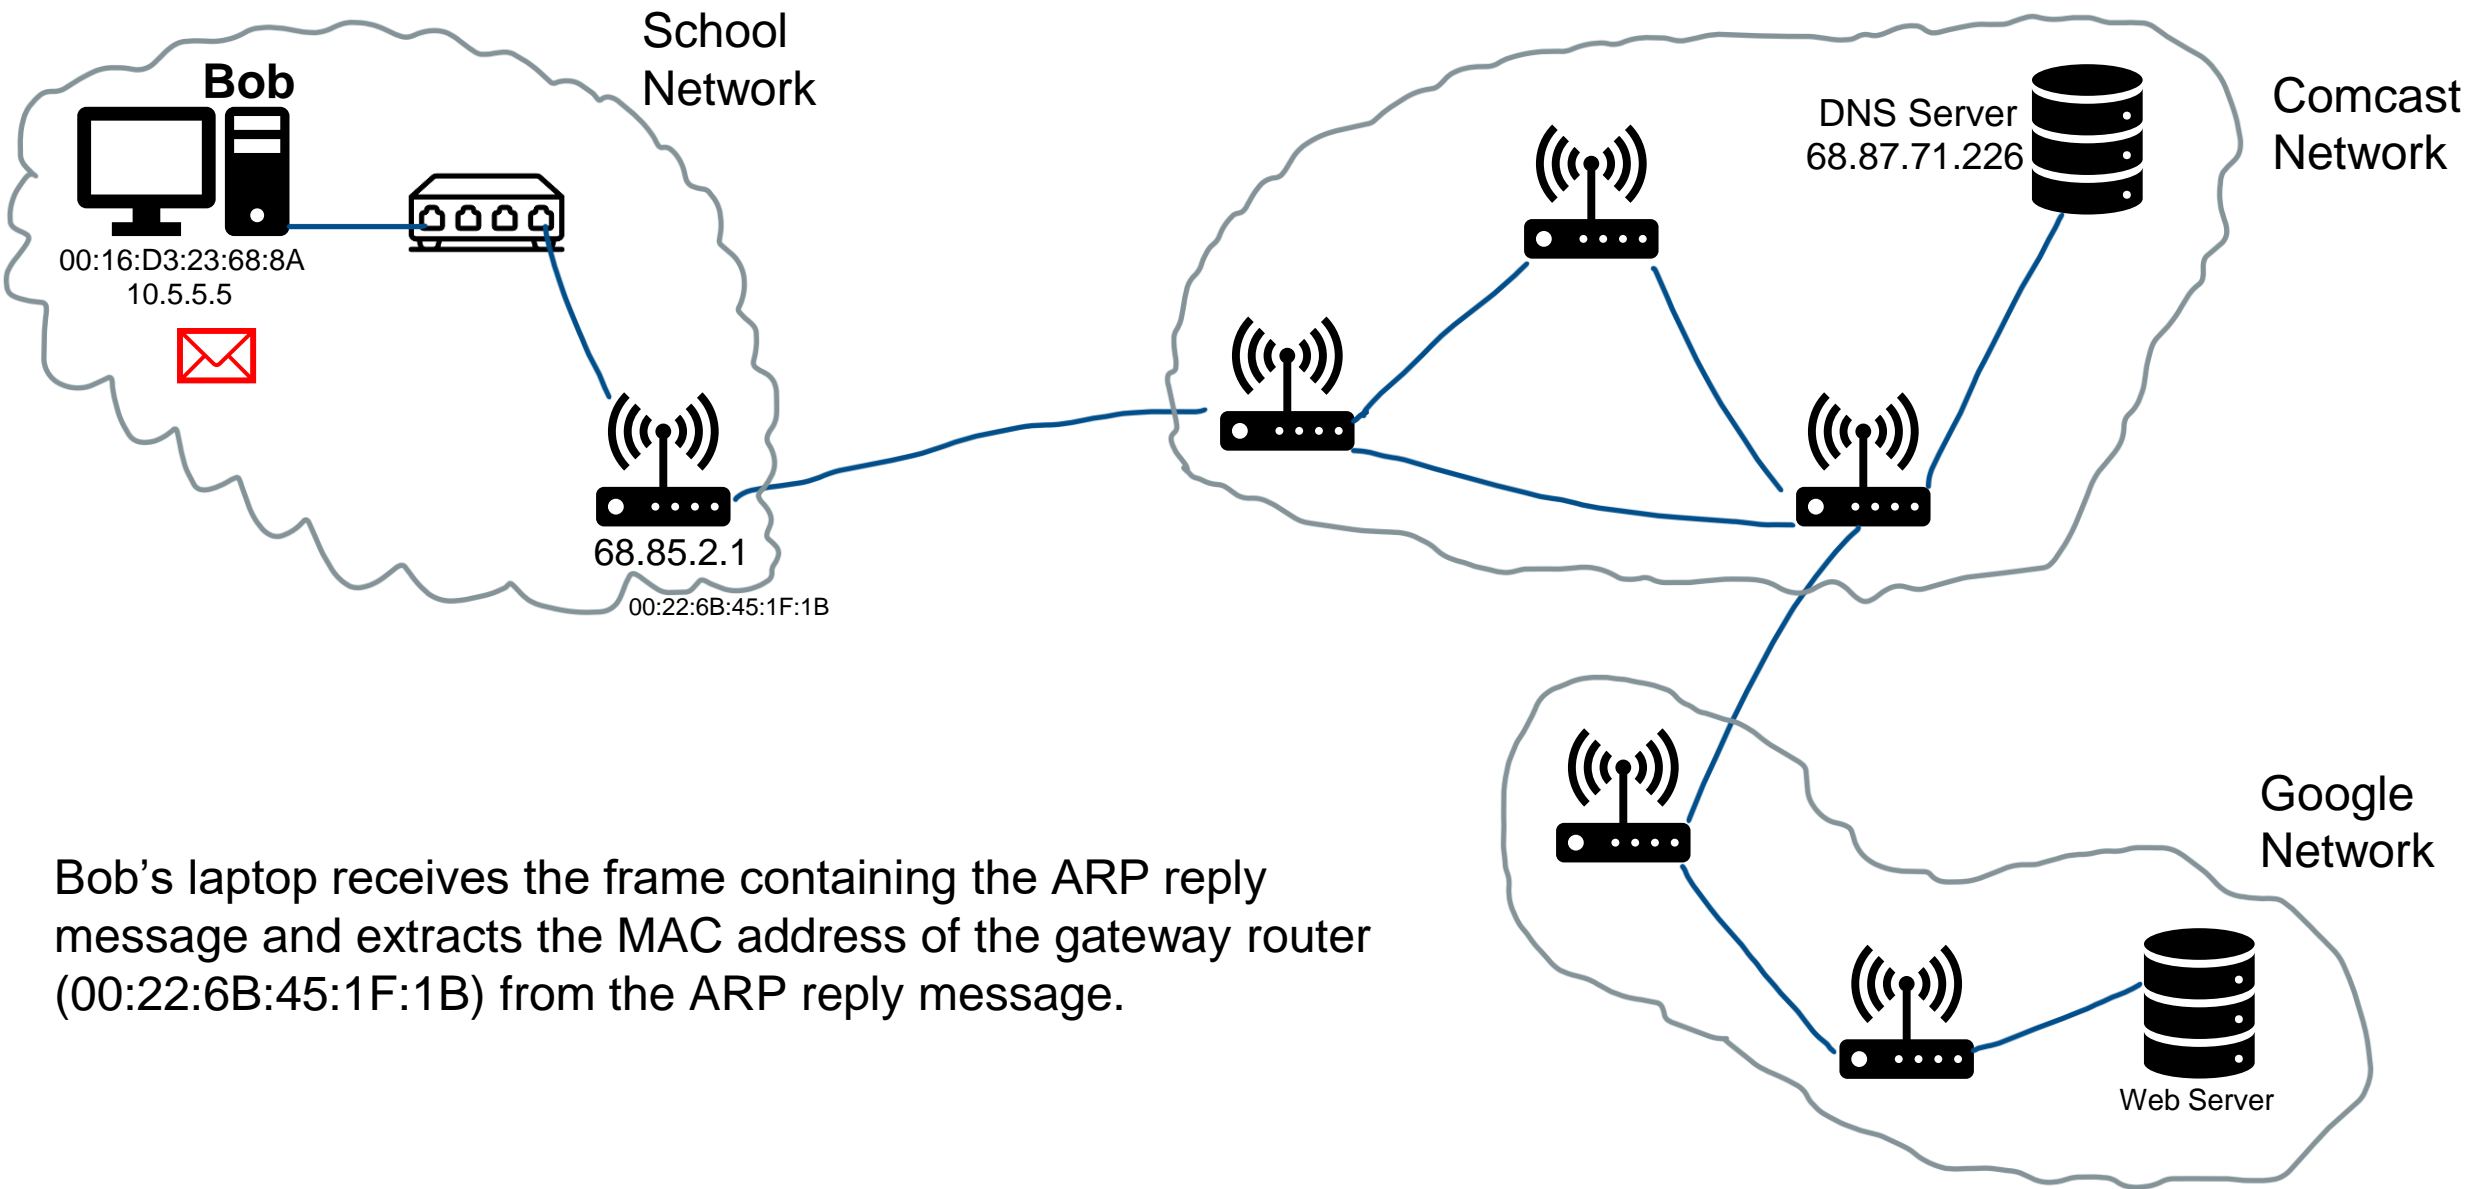 School
Network
Bob
00:16:D3:23:68:8A
10.5.5.5
68.85.2.1
00:22:6B:45:1F:1B
DNS Server
68.87.71.226
Comcast
Network
Google
Network
Web Server
Bob’s laptop receives the frame containing the ARP reply
message and extracts the MAC address of the gateway router
(00:22:6B:45:1F:1B) from the ARP reply message.